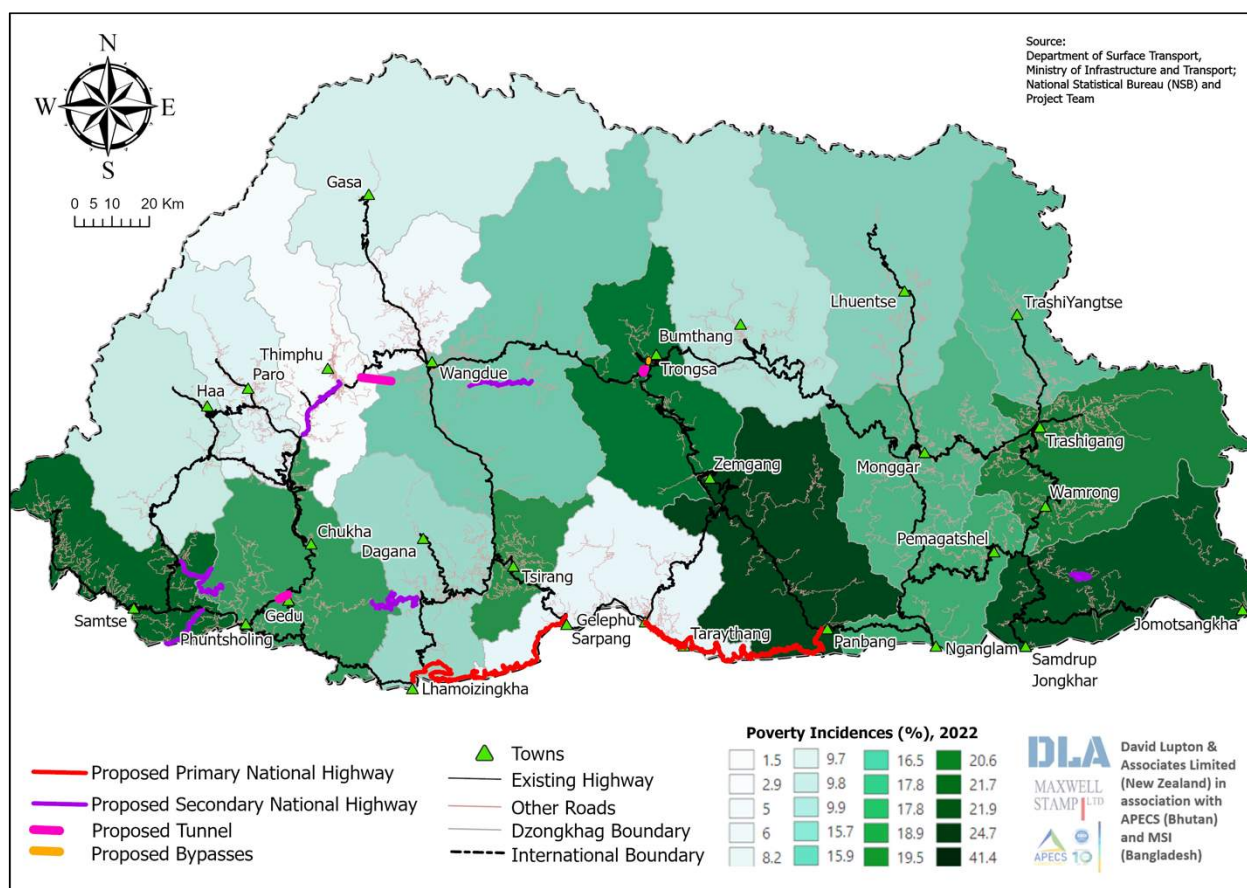 N
W E
S
0 5 10 20 Km
Source:
Department of Surface Transport,
Ministry of Infrastructure and Transport;
National Statistical Bureau (NSB) and
Project Team
Gasa
Lhuentse
TrashiYangtse
Bumthang
Thimphu
Paro
Wangdue
Trongsa
Haa
Trashigang
Zemgang
Monggar
Wamrong
Chukha
Dagana
Pemagatshel
Tsirang
Gedu
Samtse
Phuntsholing
Gelephu
Sarpang
Taraythang
Panbang
Nganglam
Jomotsangkha
Samdrup
Jongkhar
Lhamoizingkha
Proposed Primary National Highway
Proposed Secondary National Highway
Proposed Tunnel
Proposed Bypasses
Towns
Existing Highway
Other Roads
Dzongkhag Boundary
International Boundary
Poverty Incidences (%), 2022
1.5 9.7 16.5 20.6
2.9 9.8 17.8 21.7
5 9.9 17.8 21.9
6 15.7 18.9 24.7
8.2 15.9 19.5 41.4
DLA
MAXWELL
STAMP LTD
APECS
David Lupton &
Associates Limited
(New Zealand) in
association with
APECS (Bhutan)
and MSI
(Bangladesh)